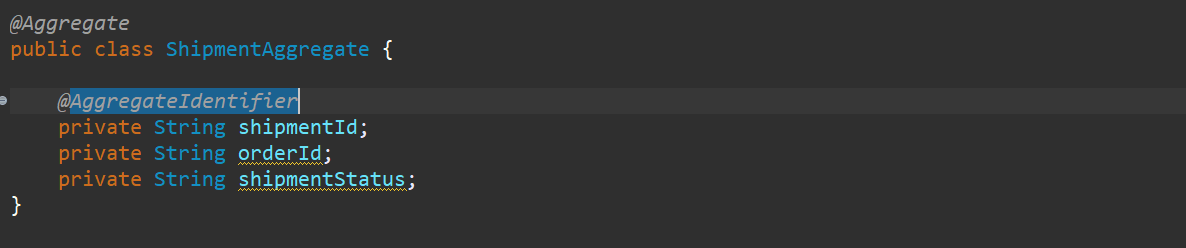 @Aggregate
public class ShipmentAggregate {
@AggregateIdentifier
private String shipmentId;
private String orderId;
private String shipmentStatus;
}